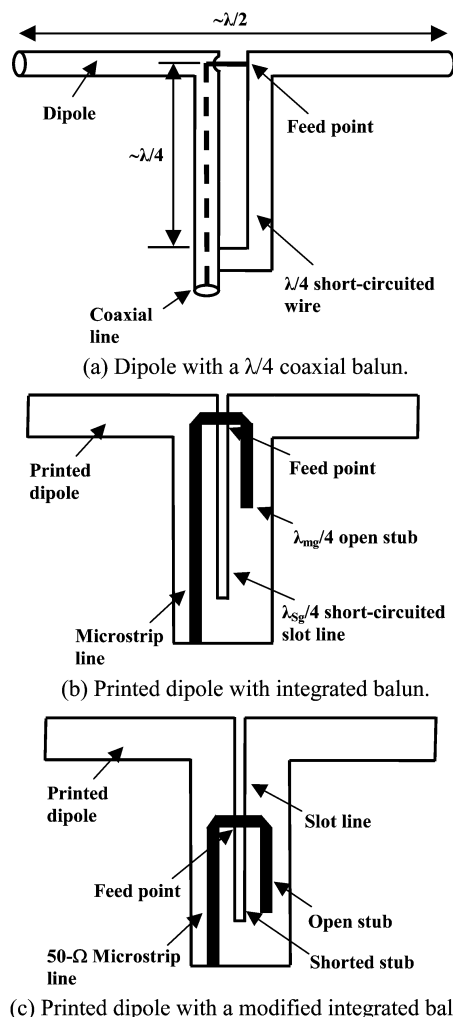 ~λ/2
Dipole
Feed point
~λ/4
λ/4 short-circuited
wire
Coaxial
line
(a) Dipole with a λ/4 coaxial balun.
Printed
dipole
Feed point
λmg/4 open stub
λSg/4 short-circuited
slot line
Microstrip
line
(b) Printed dipole with integrated balun.
Printed
dipole
Slot line
Feed point
Open stub
50-Ω Microstrip
line
Shorted stub
(c) Printed dipole with a modified integrated bal